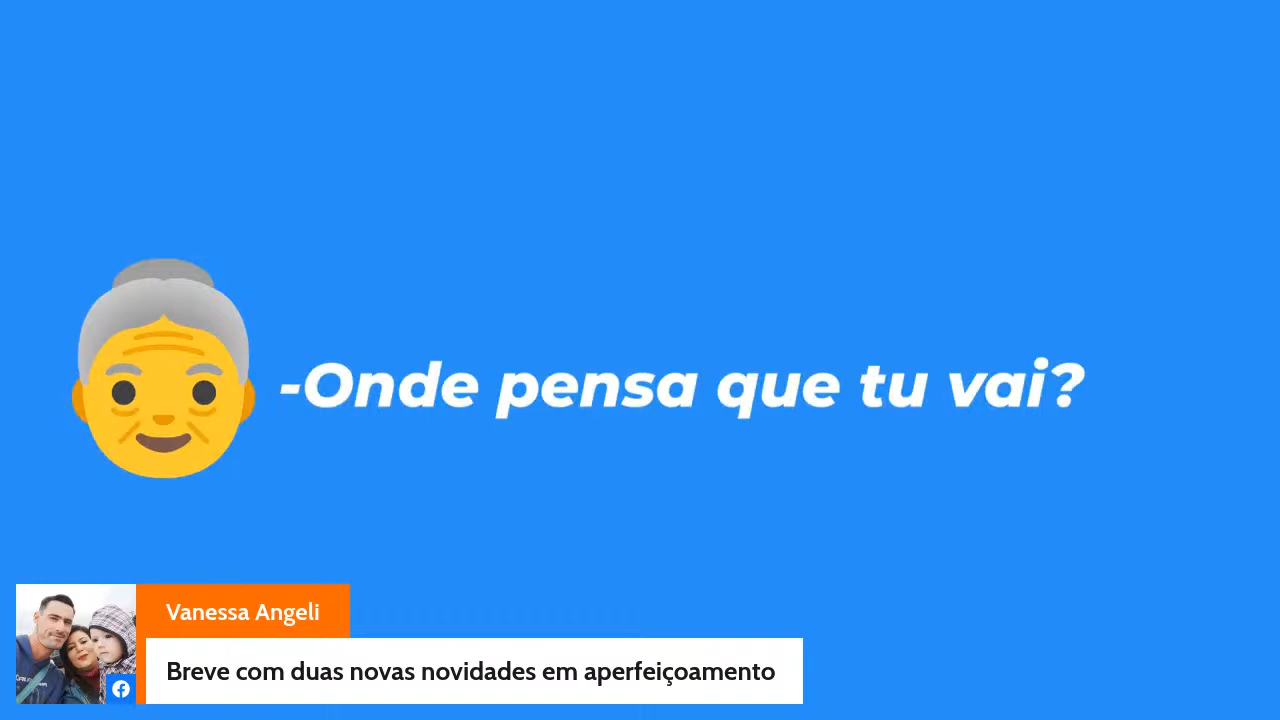 -Onde pensa que tu vai?
Vanessa Angeli
Breve com duas novas novidades em aperfeiçoamento